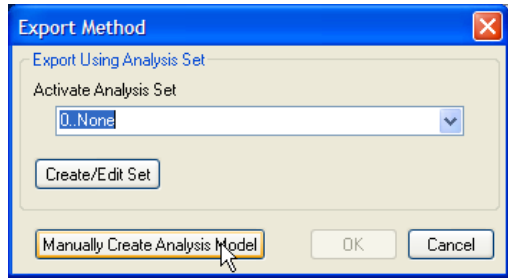 Export Method
Export Using Analysis Set
Activate Analysis Set
0..None
Create/Edit Set
Manually Create Analysis Model
OK
Cancel